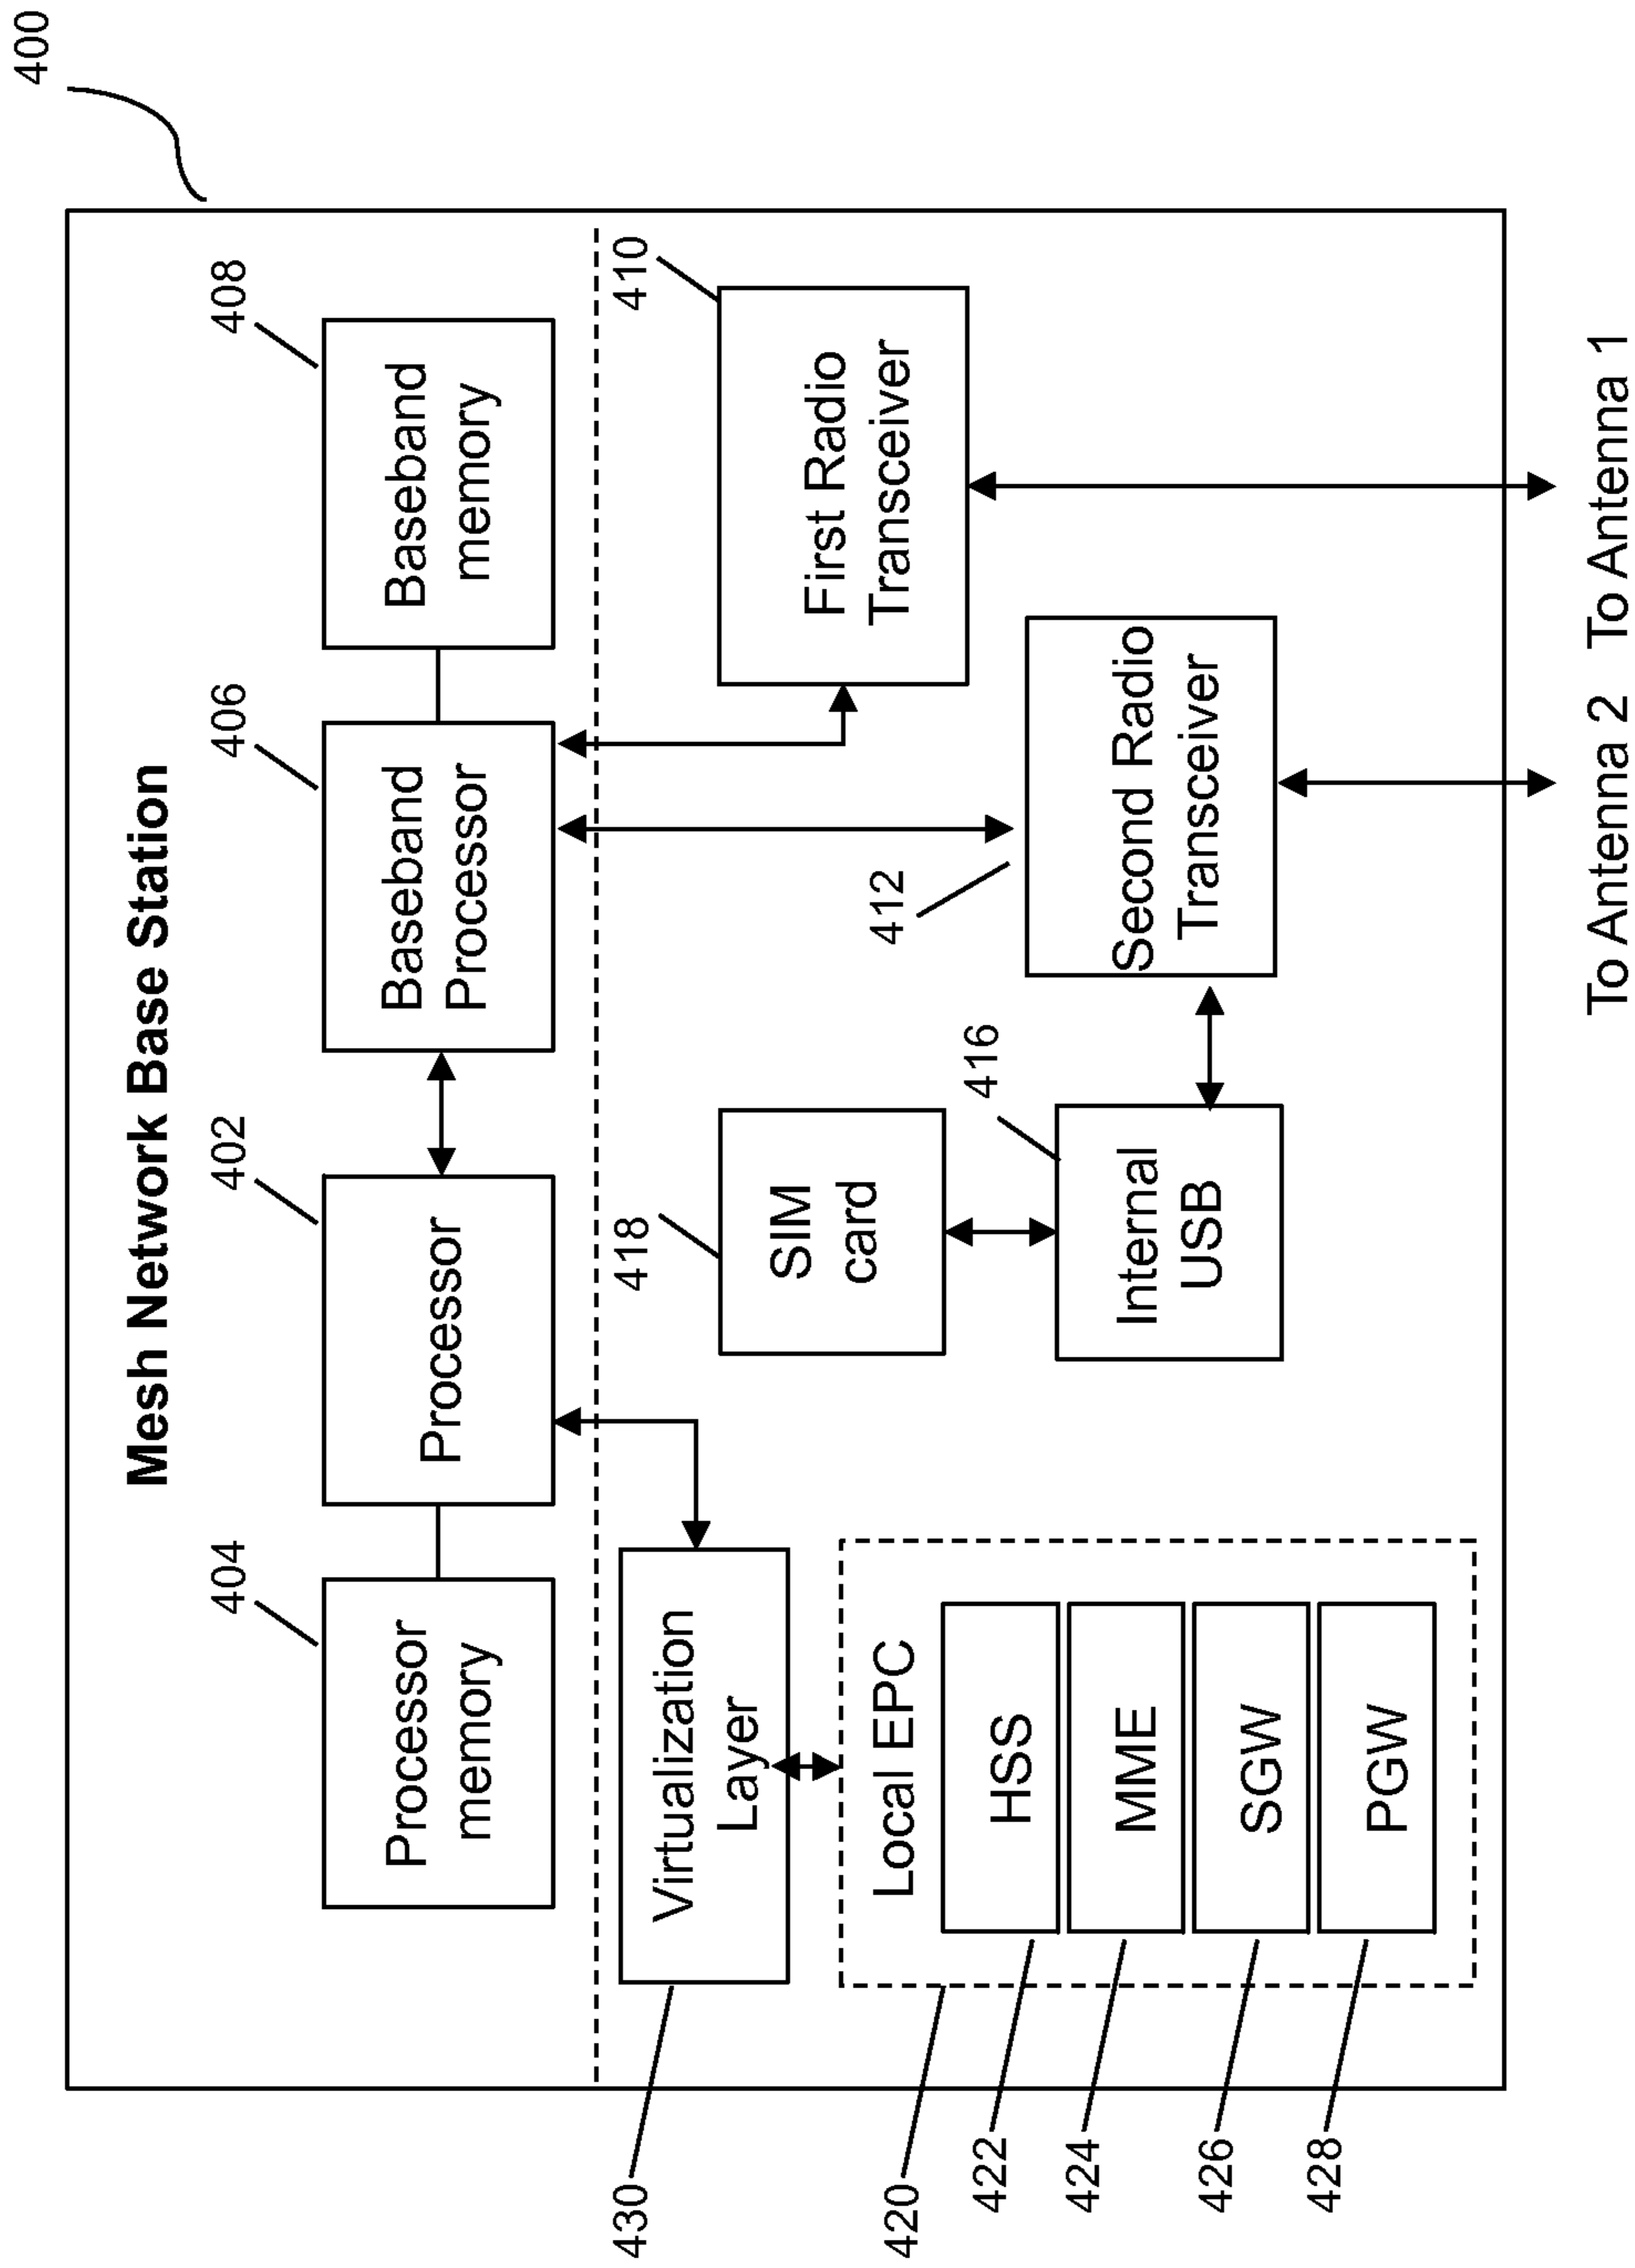 400
Mesh Network Base Station
404
402
406
408
Processor
memory
Processor
Baseband
Processor
Baseband
memory
430
Virtualization
Layer
418
SIM
card
412
410
First Radio
Transceiver
420
Local EPC
422
HSS
424
MME
426
SGW
428
PGW
416
Internal
USB
Second Radio
Transceiver
To Antenna 2
To Antenna 1